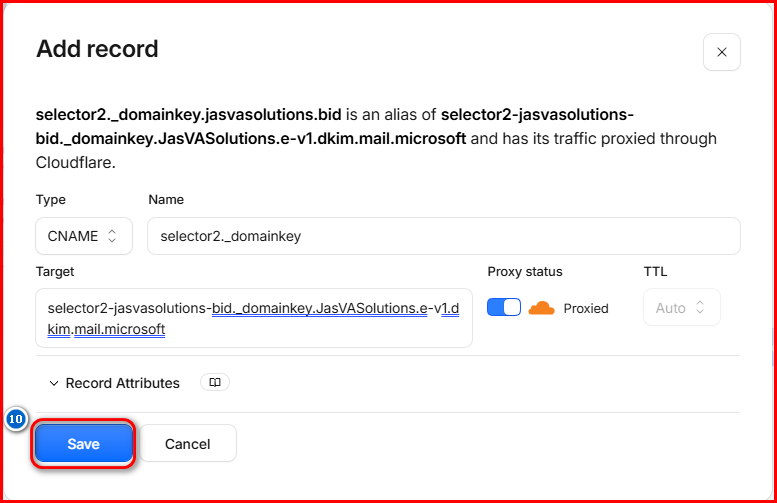 Add record
selector2._domainkey.jasvasolutions.bid is an alias of selector2-jasvasolutions-
bid._domainkey.JasVASolutions.e-v1.dkim.mail.microsoft and has its traffic proxied through
Cloudflare.
Type Name
CNAME selector2._domainkey
Target Proxy status TTL
selector2-jasvasolutions-bid._domainkey.JasVASolutions.e-v1.d
kim.mail.microsoft
Proxied Auto
Record Attributes
10
Save Cancel